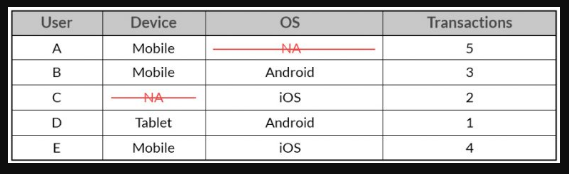 User Device OS Transactions
A Mobile NA 5
B Mobile Android 3
C NA iOS 2
D Tablet Android 1
E Mobile iOS 4